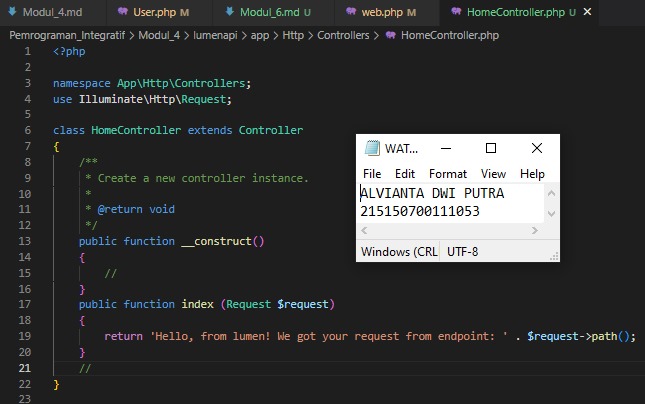 Modul_4.md
User.php M
Modul_6.md U
web.php M
HomeController.php U
Pemrograman_Integratif > Modul_4 > lumenapi > app > Http > Controllers > HomeController.php
1 <?php
2
3 namespace App\Http\Controllers;
4 use Illuminate\Http\Request;
5
6 class HomeController extends Controller
7 {
8 /**
9 * Create a new controller instance.
10 *
11 * @return void
12 */
13 public function __construct()
14 {
15 //
16 }
17 public function index (Request $request)
18 {
19 return 'Hello, from lumen! We got your request from endpoint: ' . $request->path();
20 }
21 //
22 }
23
WAT...
File Edit Format View Help
ALVIANTA DWI PUTRA
215150700111053
Windows (CRL UTF-8